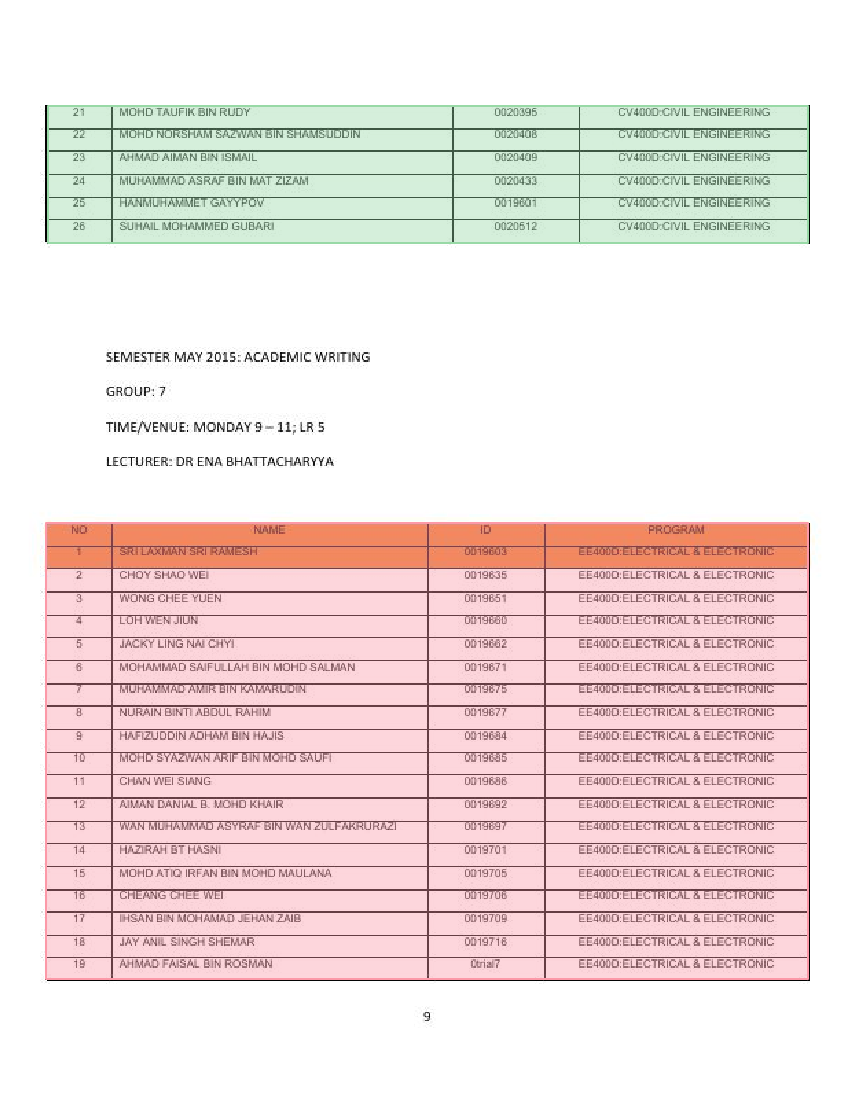 21 MOHD TAUFIK BIN RUDY 0020395 CV400D:CIVIL ENGINEERING
22 MOHD NORSHAM SAZWAN BIN SHAMSUDDIN 0020408 CV400D:CIVIL ENGINEERING
23 AHMAD AIMAN BIN ISMAIL 0020409 CV400D:CIVIL ENGINEERING
24 MUHAMMAD ASRAF BIN MAT ZIZAM 0020433 CV400D:CIVIL ENGINEERING
25 HANMUHAMMET GAYYPOV 0019601 CV400D:CIVIL ENGINEERING
26 SUHAIL MOHAMMED GUBARI 0020512 CV400D:CIVIL ENGINEERING
SEMESTER MAY 2015: ACADEMIC WRITING
GROUP: 7
TIME/VENUE: MONDAY 9 – 11; LR 5
LECTURER: DR ENA BHATTACHARYYA
NO NAME ID PROGRAM
1 SRI LAXMAN SRI RAMESH 0019603 EE400D:ELECTRICAL & ELECTRONIC
2 CHOY SHAO WEI 0019635 EE400D:ELECTRICAL & ELECTRONIC
3 WONG CHEE YUEN 0019651 EE400D:ELECTRICAL & ELECTRONIC
4 LOH WEN JIUN 0019660 EE400D:ELECTRICAL & ELECTRONIC
5 JACKY LING NAI CHYI 0019662 EE400D:ELECTRICAL & ELECTRONIC
6 MOHAMMAD SAIFULLAH BIN MOHD SALMAN 0019671 EE400D:ELECTRICAL & ELECTRONIC
7 MUHAMMAD AMIR BIN KAMARUDIN 0019675 EE400D:ELECTRICAL & ELECTRONIC
8 NURAIN BINTI ABDUL RAHIM 0019677 EE400D:ELECTRICAL & ELECTRONIC
9 HAFIZUDDIN ADHAM BIN HAJIS 0019684 EE400D:ELECTRICAL & ELECTRONIC
10 MOHD SYAZWAN ARIF BIN MOHD SAUFI 0019685 EE400D:ELECTRICAL & ELECTRONIC
11 CHAN WEI SIANG 0019686 EE400D:ELECTRICAL & ELECTRONIC
12 AIMAN DANIAL B. MOHD KHAIR 0019692 EE400D:ELECTRICAL & ELECTRONIC
13 WAN MUHAMMAD ASYRAF BIN WAN ZULFAKRURAZI 0019697 EE400D:ELECTRICAL & ELECTRONIC
14 HAZIRAH BT HASNI 0019701 EE400D:ELECTRICAL & ELECTRONIC
15 MOHD ATIQ IRFAN BIN MOHD MAULANA 0019705 EE400D:ELECTRICAL & ELECTRONIC
16 CHEANG CHEE WEI 0019706 EE400D:ELECTRICAL & ELECTRONIC
17 IHSAN BIN MOHAMAD JEHAN ZAIB 0019709 EE400D:ELECTRICAL & ELECTRONIC
18 JAY ANIL SINGH SHEMAR 0019716 EE400D:ELECTRICAL & ELECTRONIC
19 AHMAD FAISAL BIN ROSMAN 0trial7 EE400D:ELECTRICAL & ELECTRONIC
9